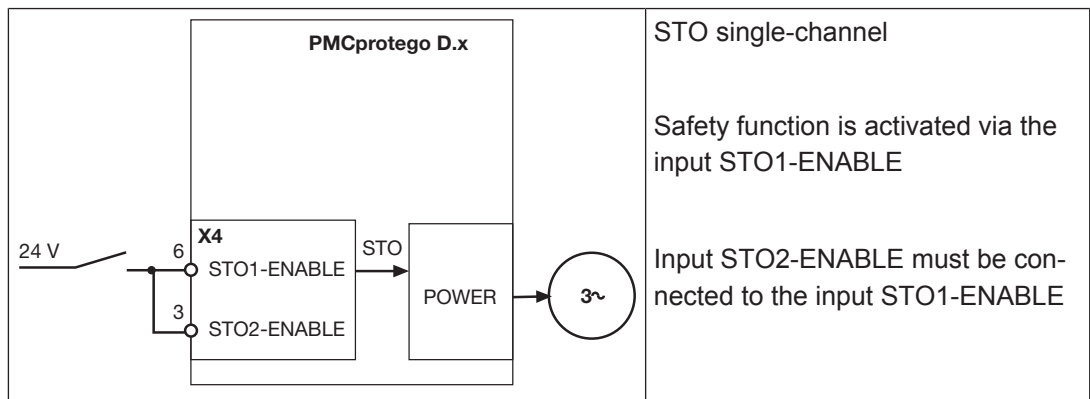 PMCprotego D.x
24 V
6
X4
STO1-ENABLE
STO
3
STO2-ENABLE
POWER
3~
STO single-channel
Safety function is activated via the
input STO1-ENABLE
Input STO2-ENABLE must be con-
nected to the input STO1-ENABLE